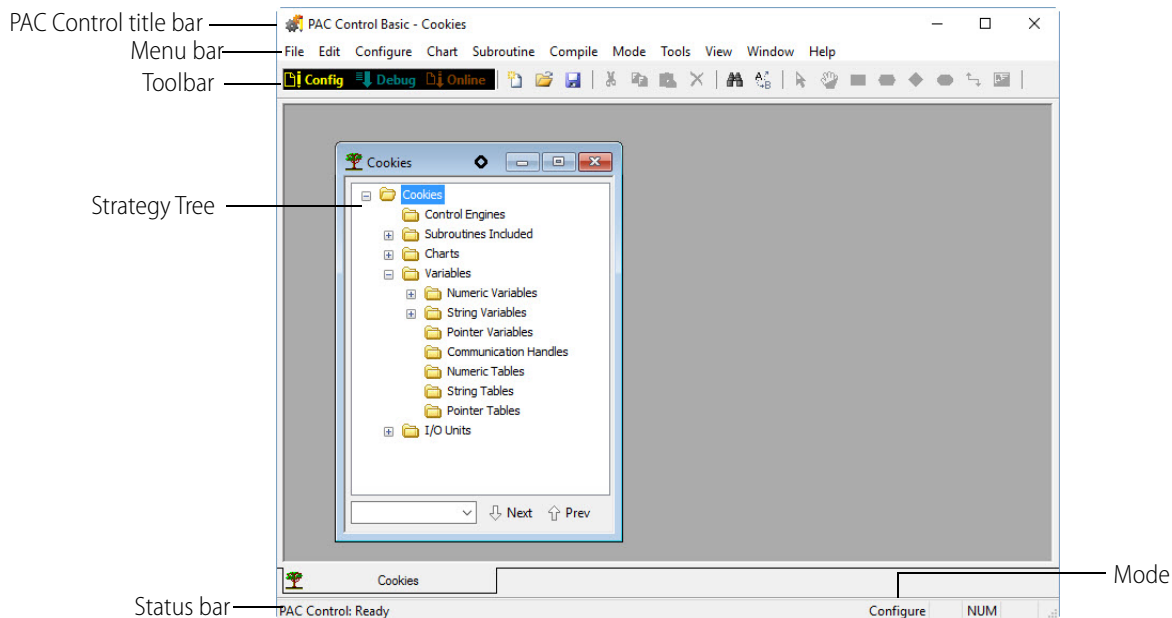 PAC Control title bar
PAC Control Basic - Cookies
Menu bar
File Edit Configure Chart Subroutine Compile Mode Tools View Window Help
Toolbar
Config Debug Online
Cookies
Strategy Tree
Cookies
Control Engines
Subroutines Included
Charts
Variables
Numeric Variables
String Variables
Pointer Variables
Communication Handles
Numeric Tables
String Tables
Pointer Tables
I/O Units
Next Prev
Cookies
Mode
Status bar
PAC Control: Ready Configure NUM